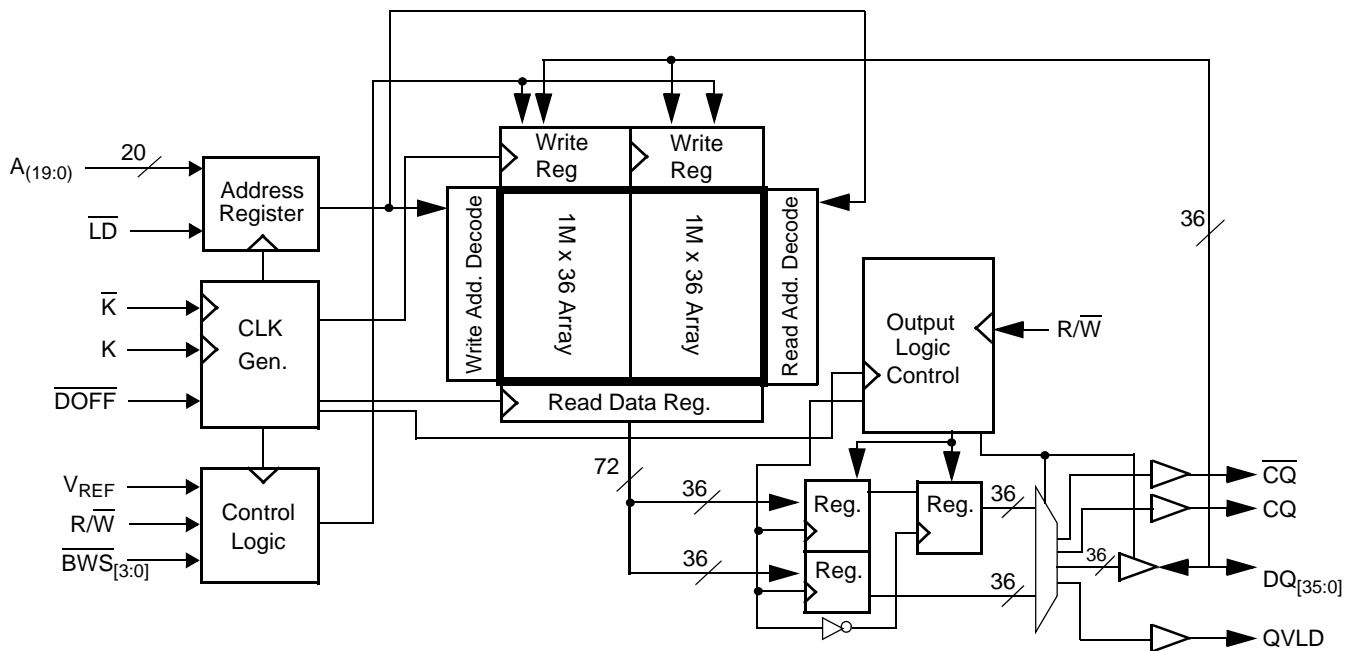 20
A(19:0)
LD
Address
Register
K
K
DOFF
CLK
Gen.
VREF
R/W
BWS[3:0]
Control
Logic
Write
Reg
Write
Reg
Write Add. Decode
1M x 36 Array
1M x 36 Array
Read Add. Decode
Read Data Reg.
36
Output
Logic
Control
R/W
72
36
36
Reg.
Reg.
Reg.
36
36
36
CQ
CQ
DQ[35:0]
QVLD